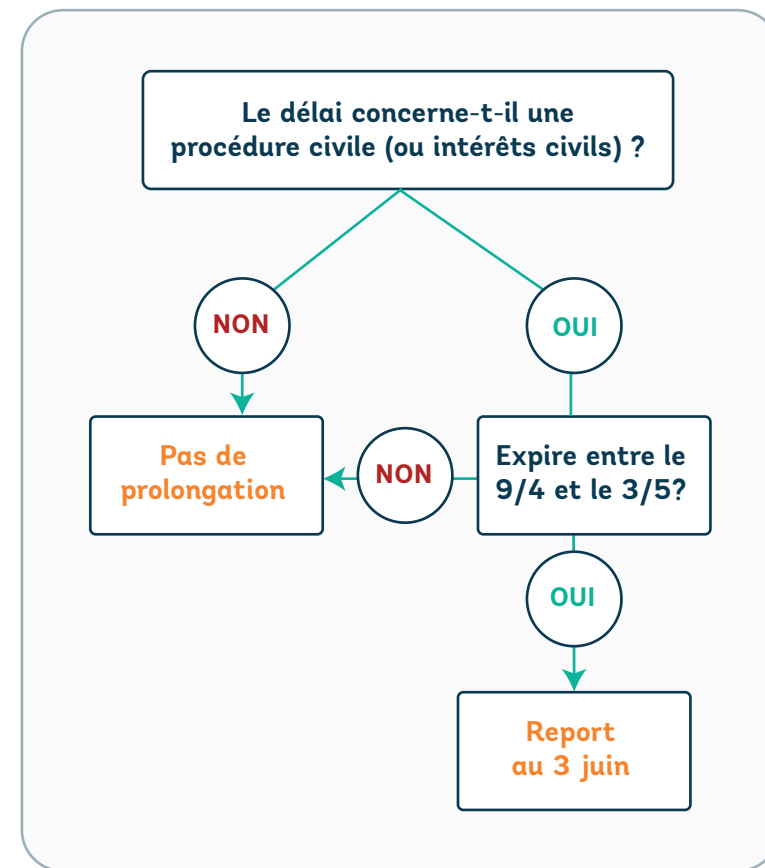 Le délai concerne-t-il une
procédure civile (ou intérêts civils) ?
NON
OUI
Pas de
prolongation
NON
Expire entre le
9/4 et le 3/5?
OUI
Report
au 3 juin